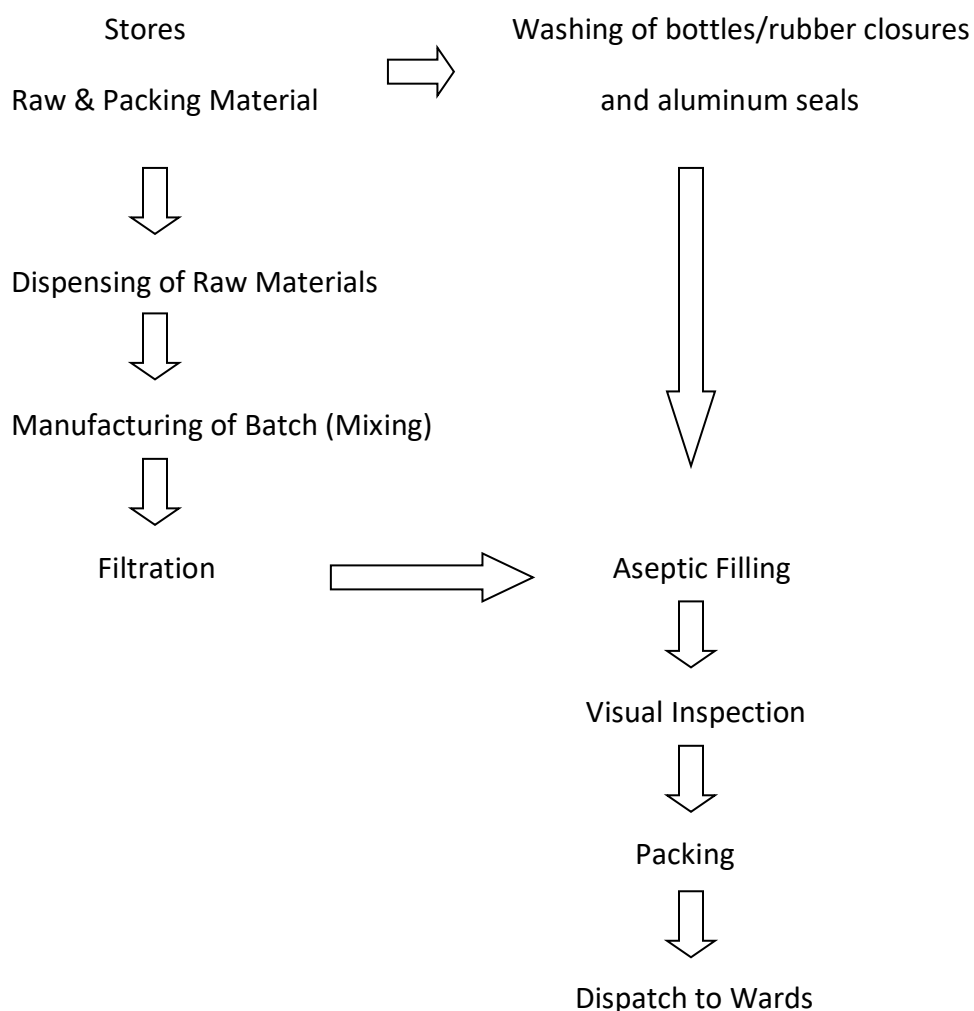 Stores
Raw & Packing Material
Washing of bottles/rubber closures
and aluminum seals
Dispensing of Raw Materials
Manufacturing of Batch (Mixing)
Filtration
Aseptic Filling
Visual Inspection
Packing
Dispatch to Wards